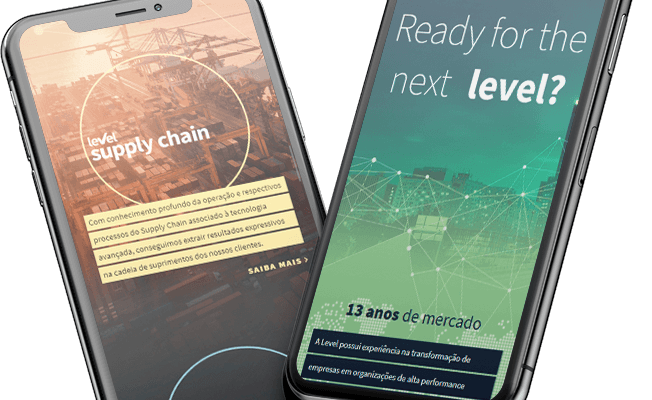 level
supply chain
Com conhecimento profundo da operação e respectivos
processos do Supply Chain associado à tecnologia
avançada, conseguimos extrair resultados expressivos
na cadeia de suprimentos dos nossos clientes.
SAIBA MAIS >
Ready for the
next level?
13 anos de mercado
A Level possui experiência na transformação de
empresas em organizações de alta performance